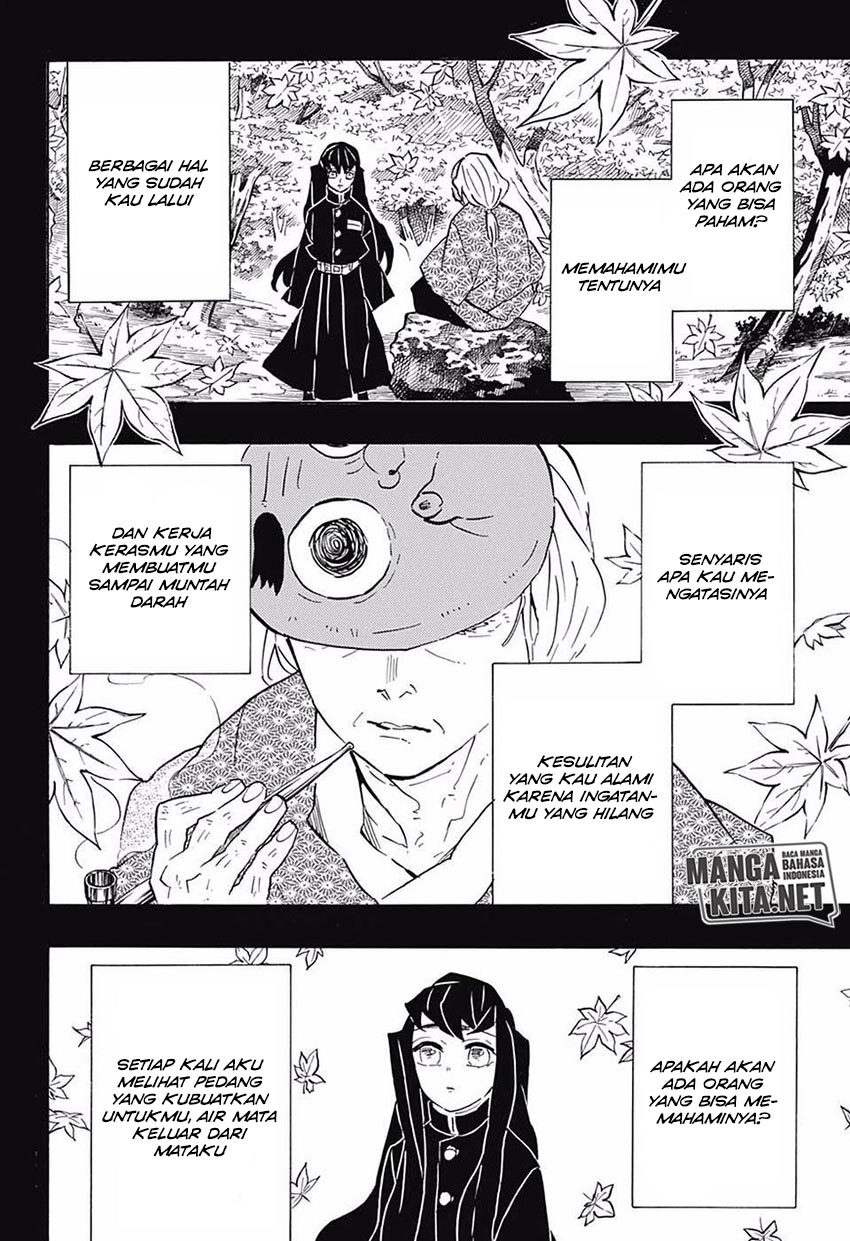 APA AKAN
ADA ORANG
YANG BISA
PAHAM?
MEMAHAMIMU
TENTUNYA
BERBAGAI HAL
YANG SUDAH
KAU LALUI
SENYARIS
APA KAU ME-
NGATASINYA
KESULITAN
YANG KAU ALAMI
KARENA INGATAN-
MU YANG HILANG
DAN KERJA
KERASMU YANG
MEMBUATMU
SAMPAI MUNTAH
DARAH
MANGA
KITA.NET
BACA MANGA
BAHASA
INDONESIA
APAKAH AKAN
ADA ORANG
YANG BISA ME-
MAHAMINYA?
SETIAP KALI AKU
MELIHAT PEDANG
YANG KUBUATKAN
UNTUKMU, AIR MATA
KELUAR DARI
MATAKU